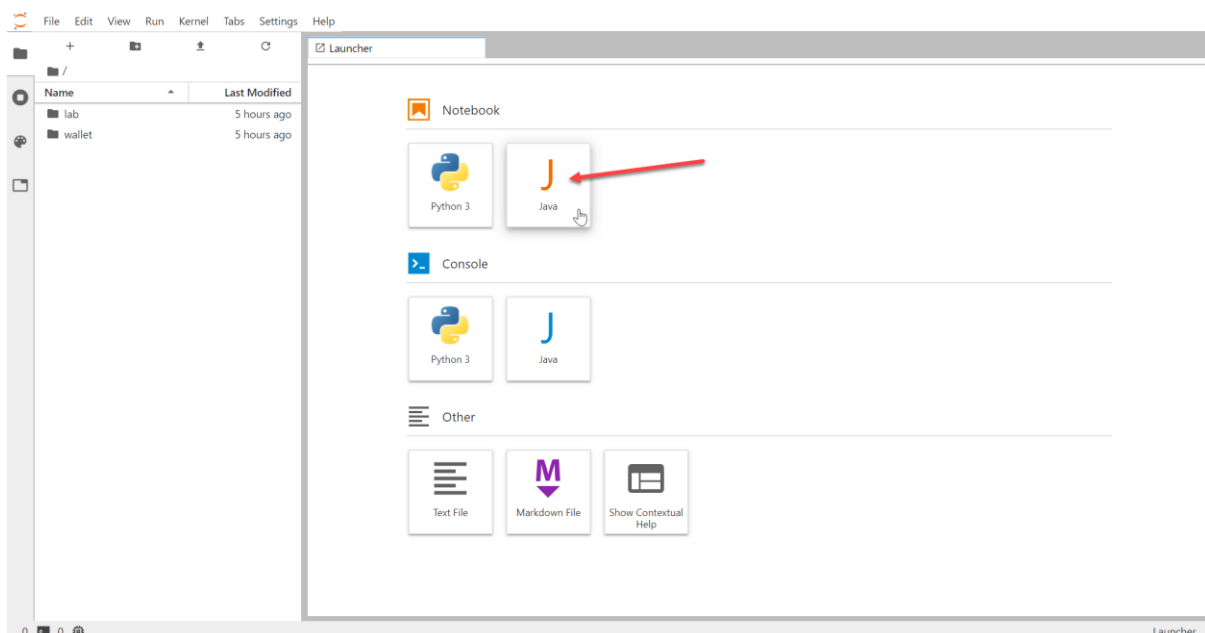 File Edit View Run Kernel Tabs Settings Help
Launcher
/
Name Last Modified
lab 5 hours ago
wallet 5 hours ago
Notebook
J J
Python 3 Java
Console
>_
J
Python 3 Java
Other
M
Text File Markdown File Show Contextual
Help
0 0 Launcher